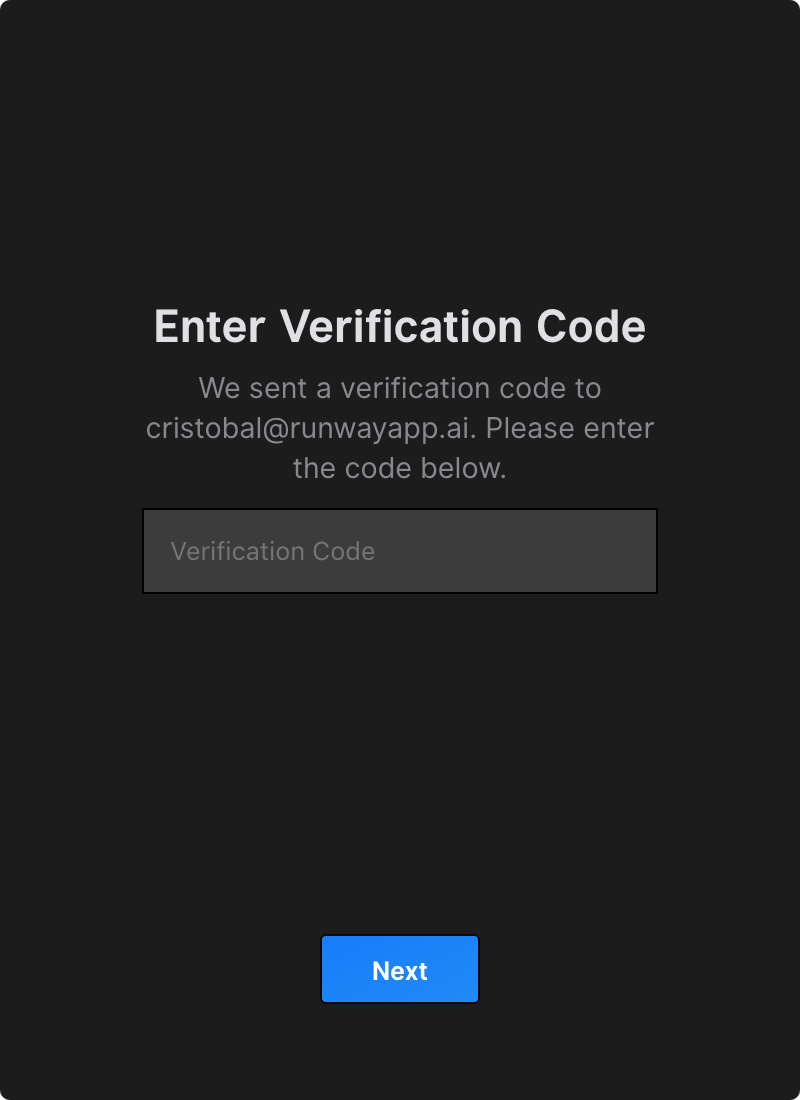 Enter Verification Code
We sent a verification code to
cristobal@runwayapp.ai. Please enter
the code below.
Verification Code
Next